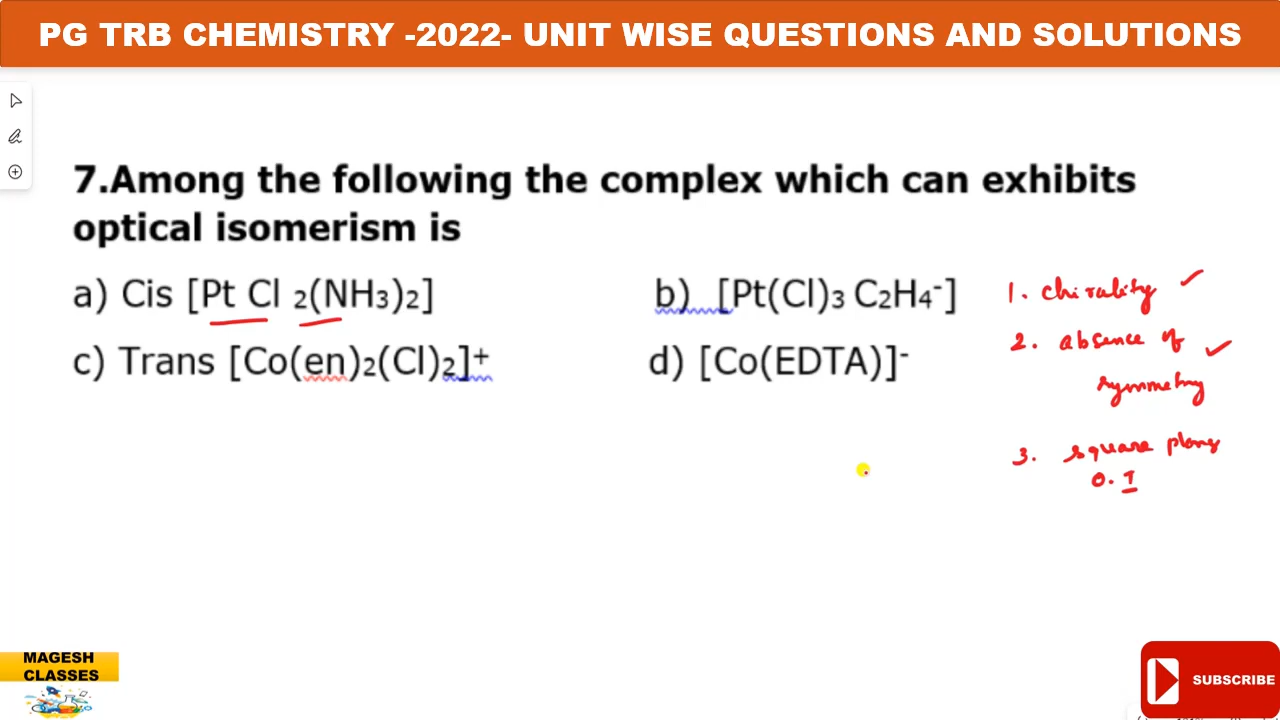 PG TRB CHEMISTRY -2022- UNIT WISE QUESTIONS AND SOLUTIONS
7.Among the following the complex which can exhibits
optical isomerism is
a) Cis [Pt Cl 2(NH3)2]
b) [Pt(Cl)3 C2H4-]
c) Trans [Co(en)2(Cl)2]+
d) [Co(EDTA)]-
1. chirality ✓
2. absence of ✓
symmetry
3. square
O. I
MAGESH
CLASSES
SUBSCRIBE